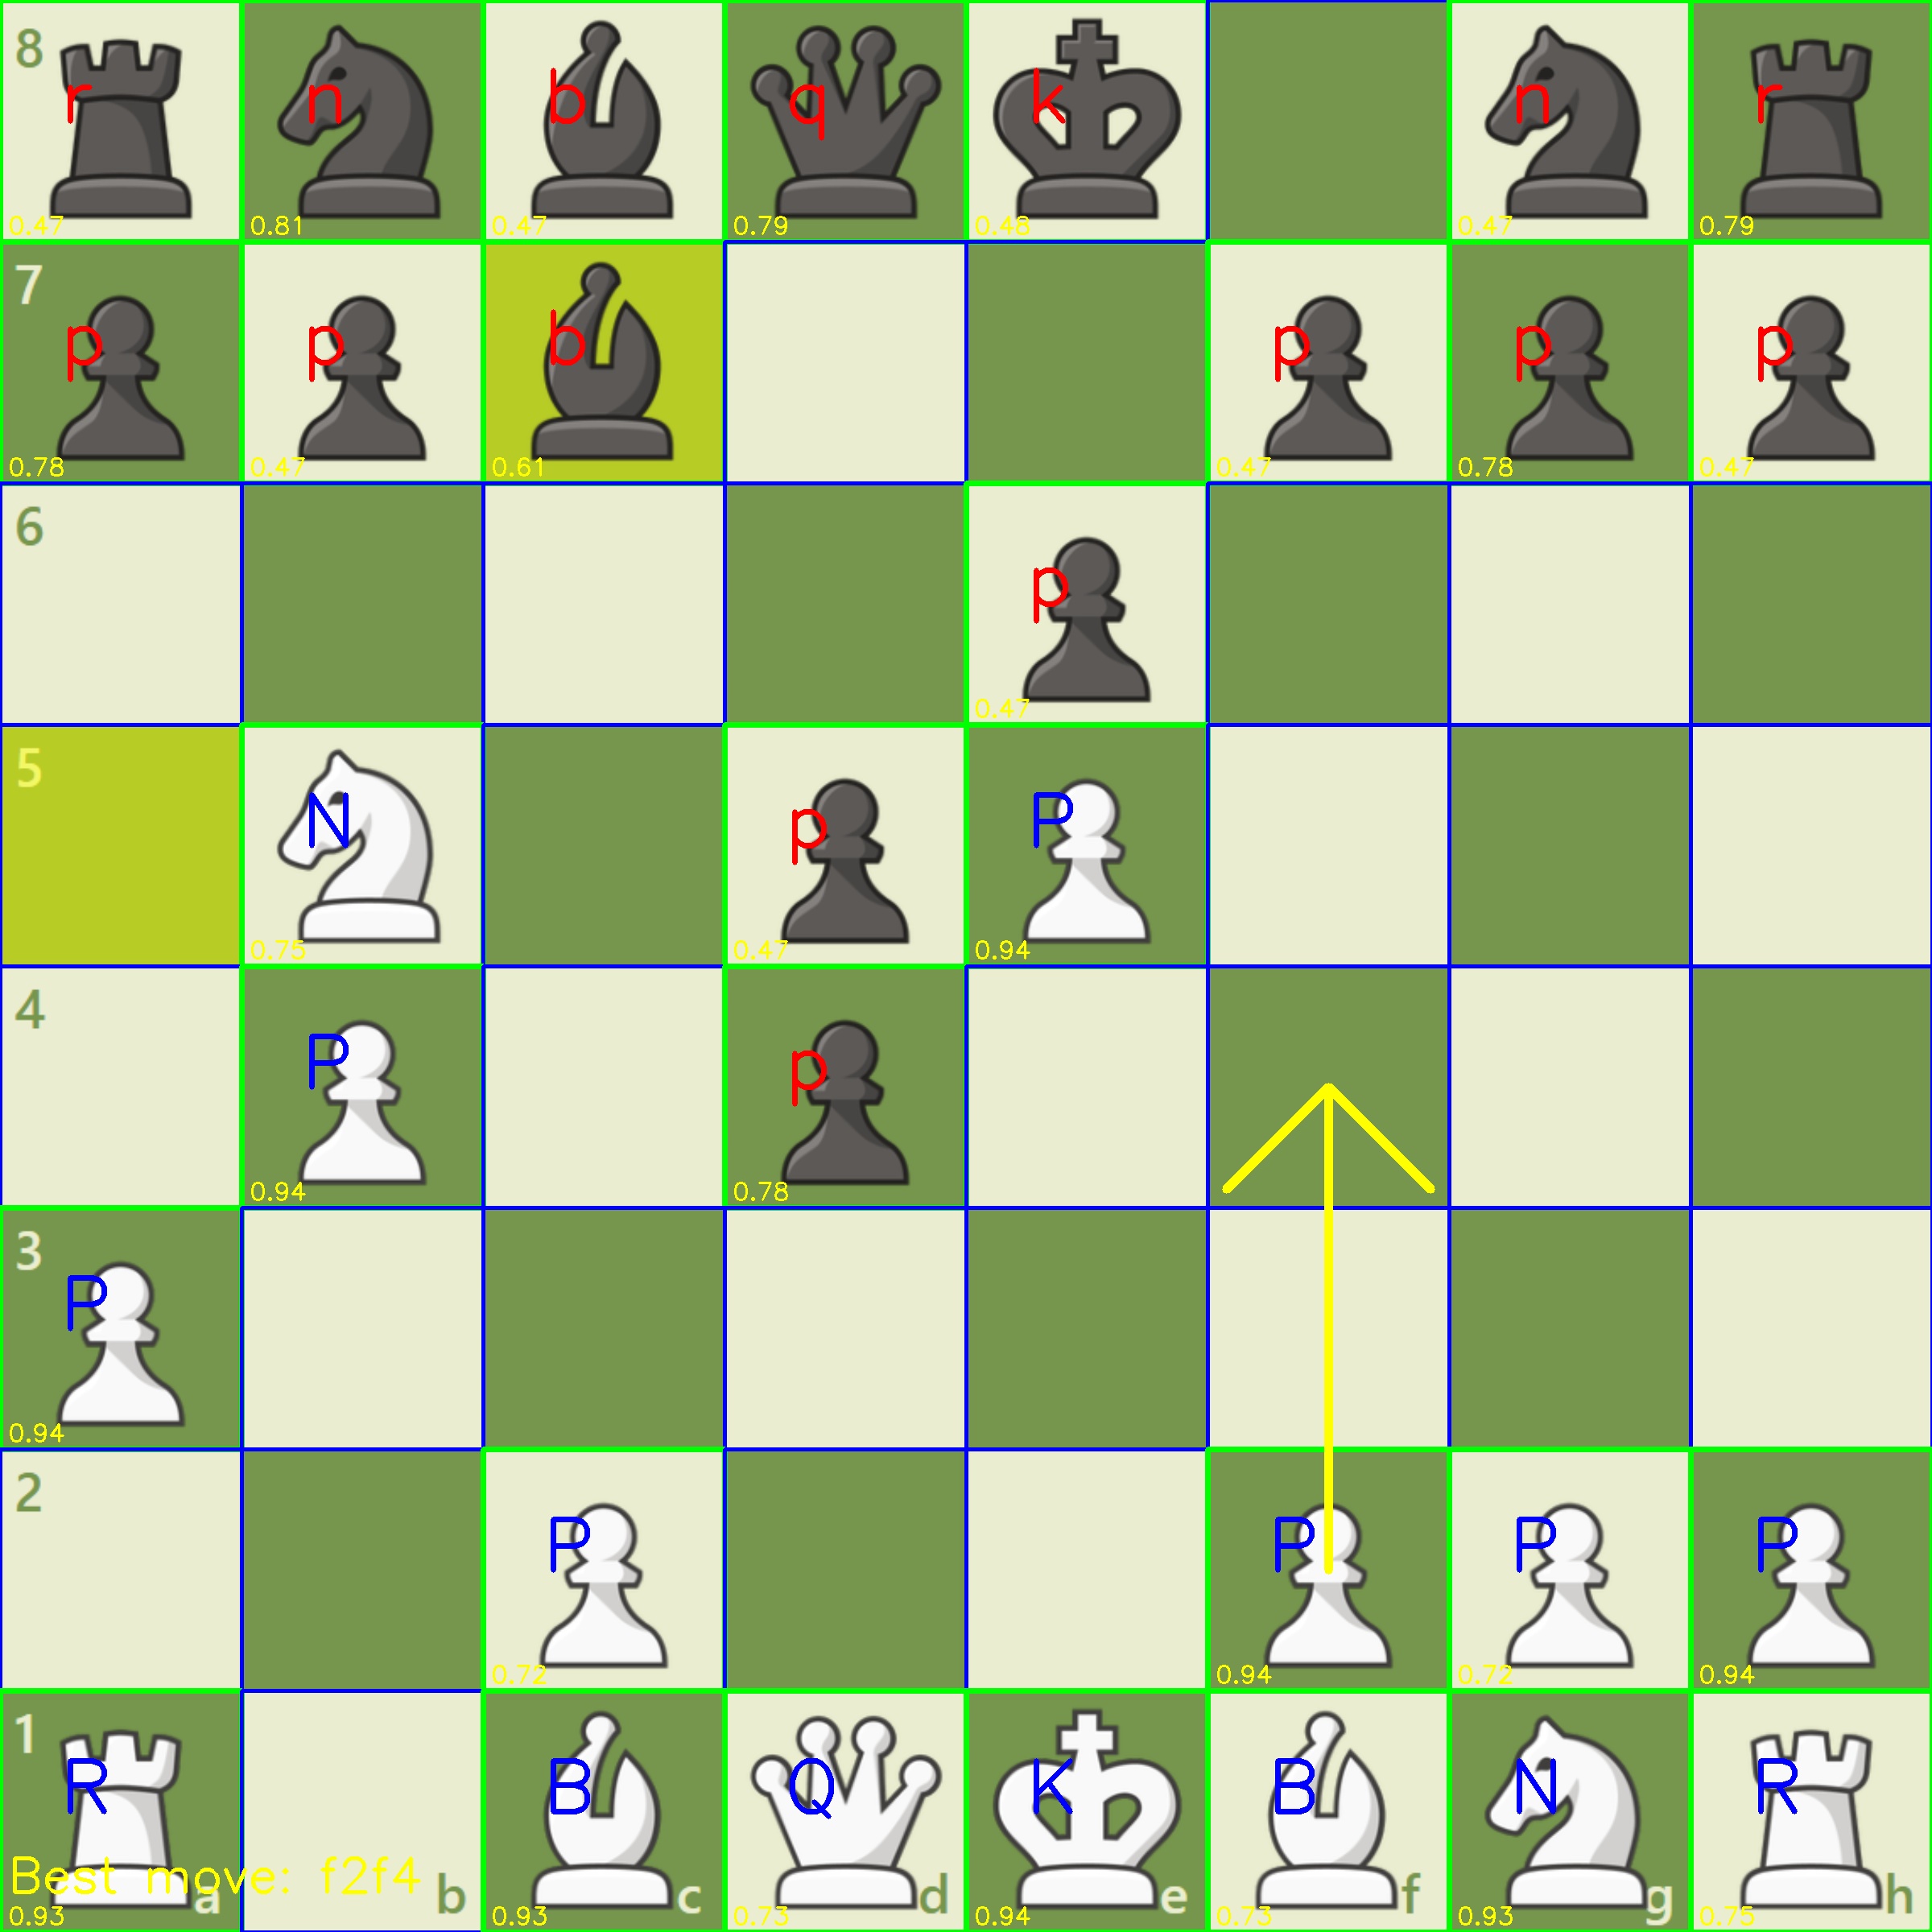 8 r n b q k n r
0.47 0.81 0.47 0.79 0.48 0.47 0.79
7 p p b p p p
0.78 0.47 0.61 0.47 0.78 0.47
6 p
0.47
5 N p P
0.75 0.47 0.94
4 P p
0.94 0.78
3 P
0.94
2 P P P P
0.72 0.94 0.72 0.94
1 R B Q K B N R
Best move: f2f4
a b c d e f g h
0.93 0.93 0.73 0.94 0.73 0.93 0.75